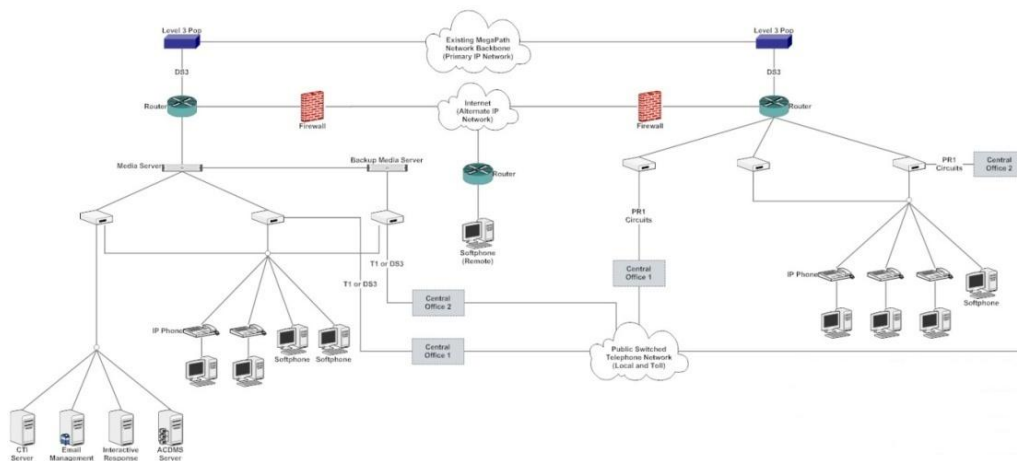 Level 3 Pop
Existing MegaPath
Network Backbone
(Primary IP Network)
Level 3 Pop
DS3
DS3
Router
Firewall
Internet
(Alternate IP
Network)
Firewall
Router
Media Server
Backup Media Server
Router
PR1
Circuits
Central
Office 2
PR1
Circuits
Softphone
(Remote)
T1 or DS3
T1 or DS3
Central
Office 1
IP Phone
Softphone
Central
Office 2
IP Phone
Softphone
Softphone
Central
Office 1
Public Switched
Telephone Network
(Local and Toll)
CTI
Server
Email
Management
Interactive
Response
ACDMS
Server